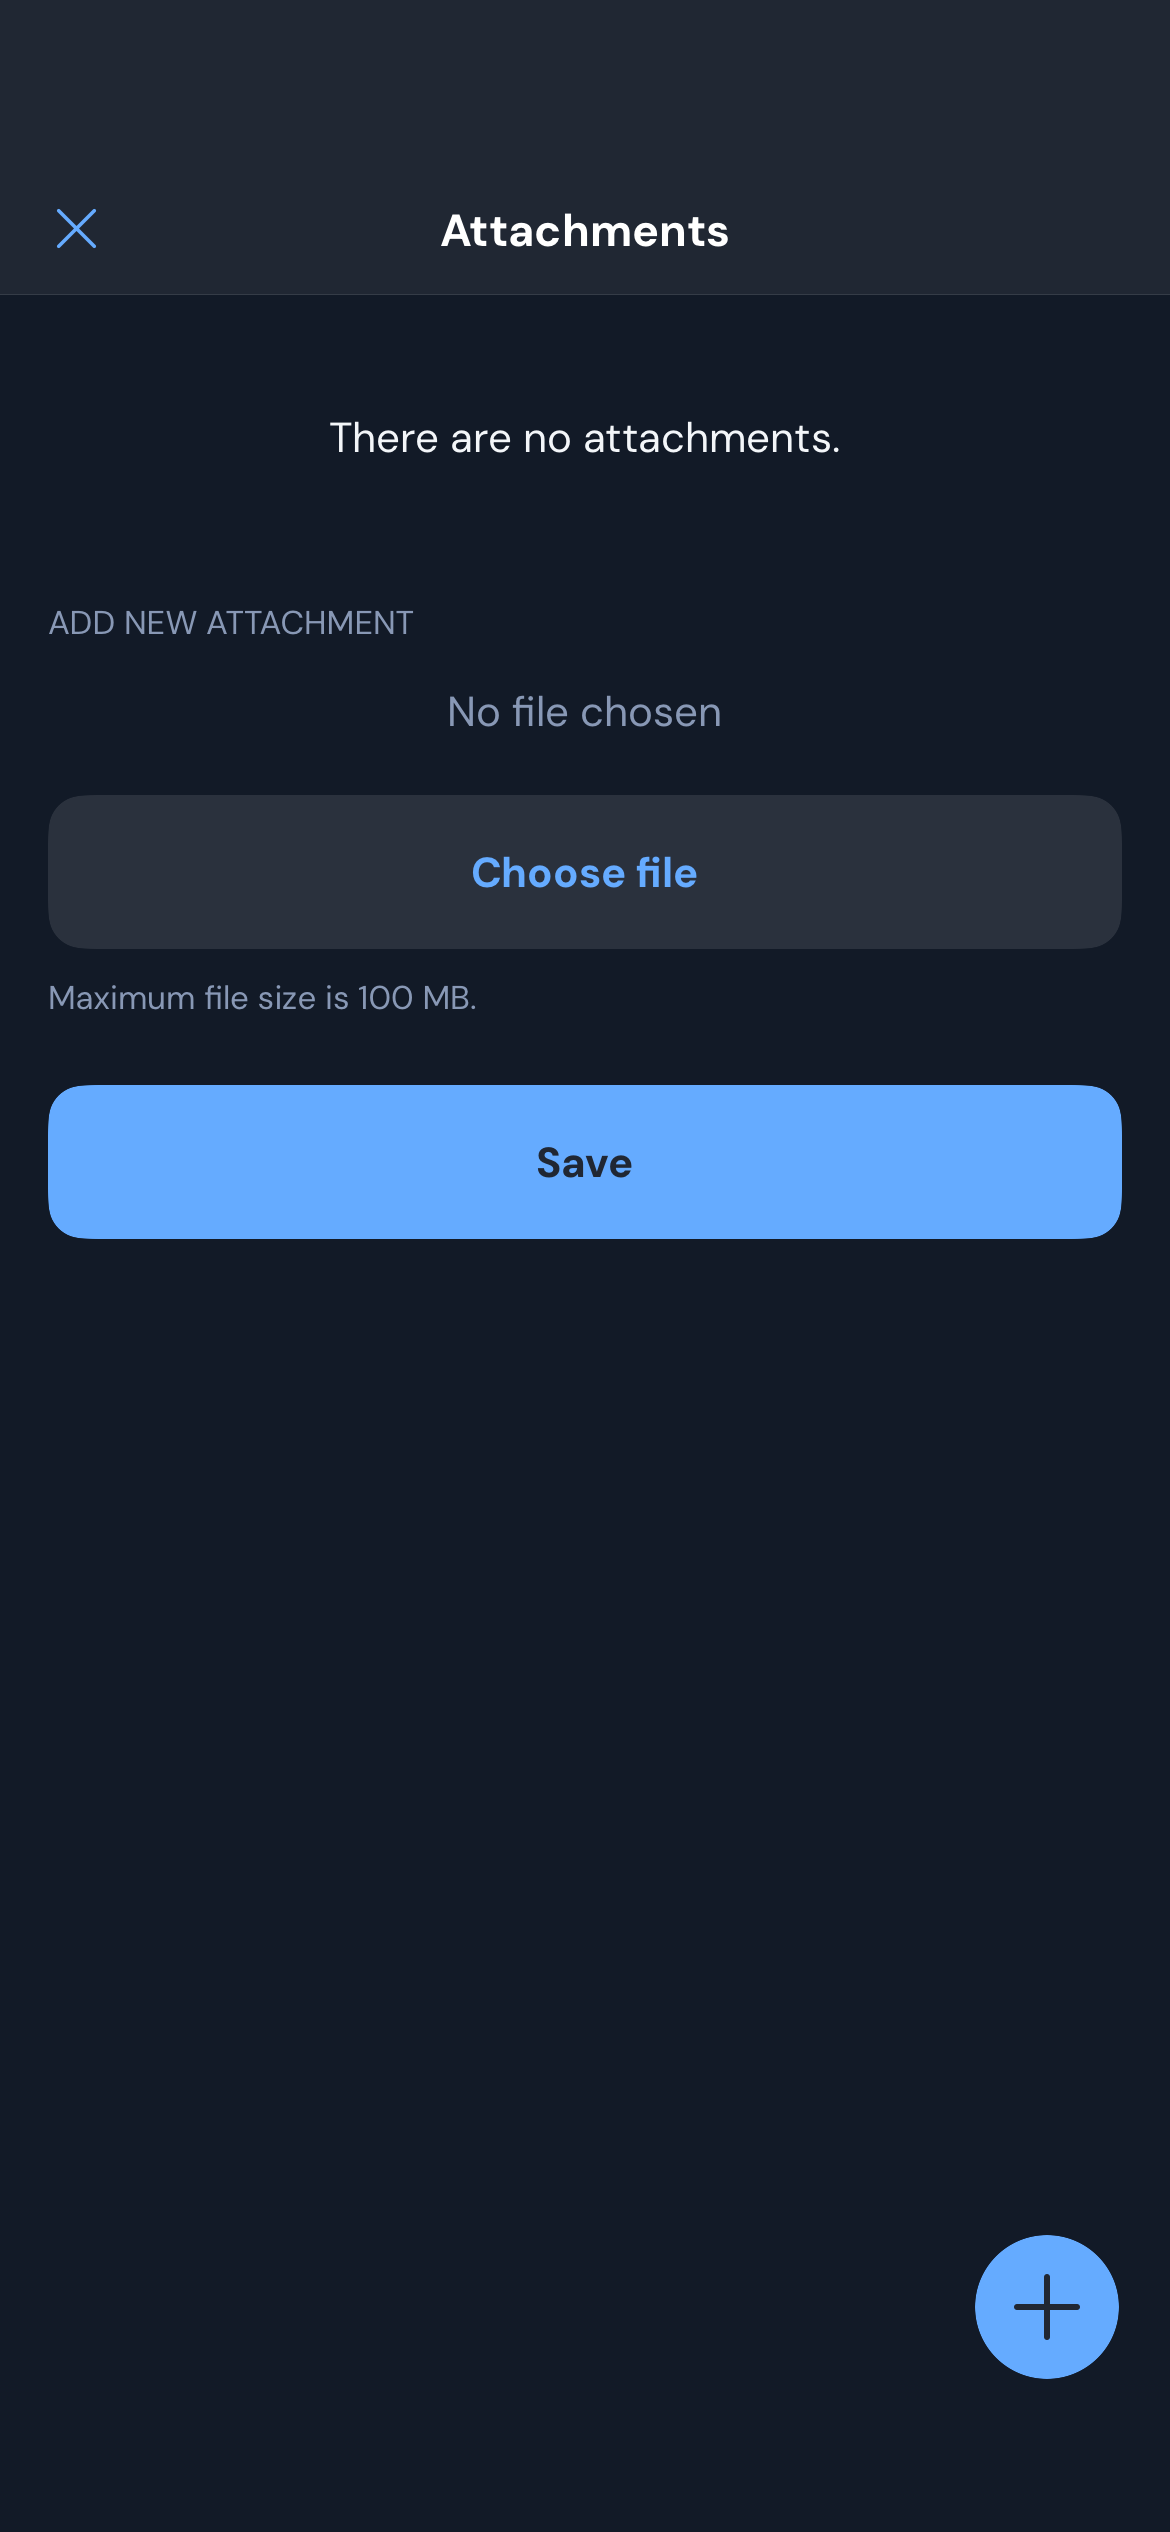 Attachments
There are no attachments.
ADD NEW ATTACHMENT
No file chosen
Choose file
Maximum file size is 100 MB.
Save